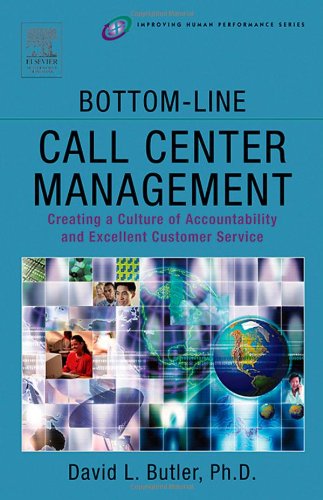 IMPROVING HUMAN PERFORMANCE SERIES
ELSEVIER
BOTTOM-LINE
CALL CENTER
MANAGEMENT
Creating a Culture of Accountability
and Excellent Customer Service
David L. Butler, Ph.D.